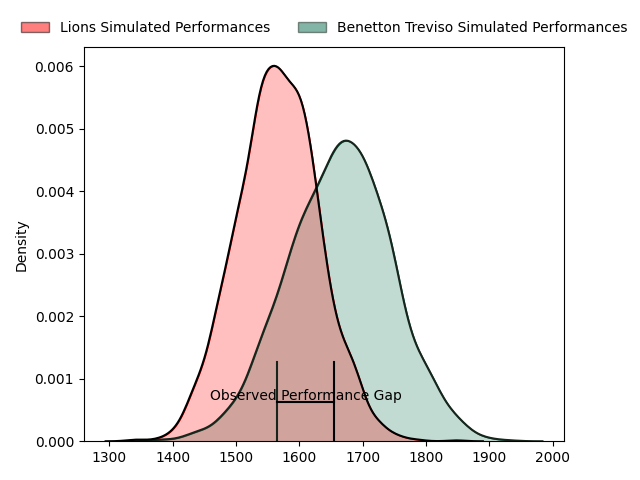 Lions Simulated Performances
Benetton Treviso Simulated Performances
0.006
0.005
0.004
0.003
0.002
0.001
0.000
Density
Observed Performance Gap
1300 1400 1500 1600 1700 1800 1900 2000